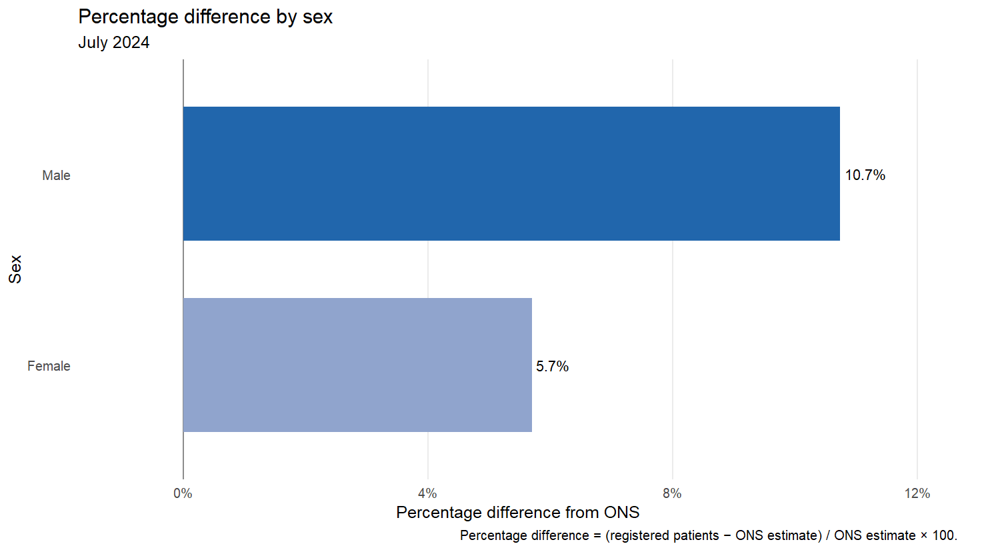 Percentage difference by sex
July 2024
Male
10.7%
Sex
Female
5.7%
0%
4%
8%
12%
Percentage difference from ONS
Percentage difference = (registered patients − ONS estimate) / ONS estimate × 100.